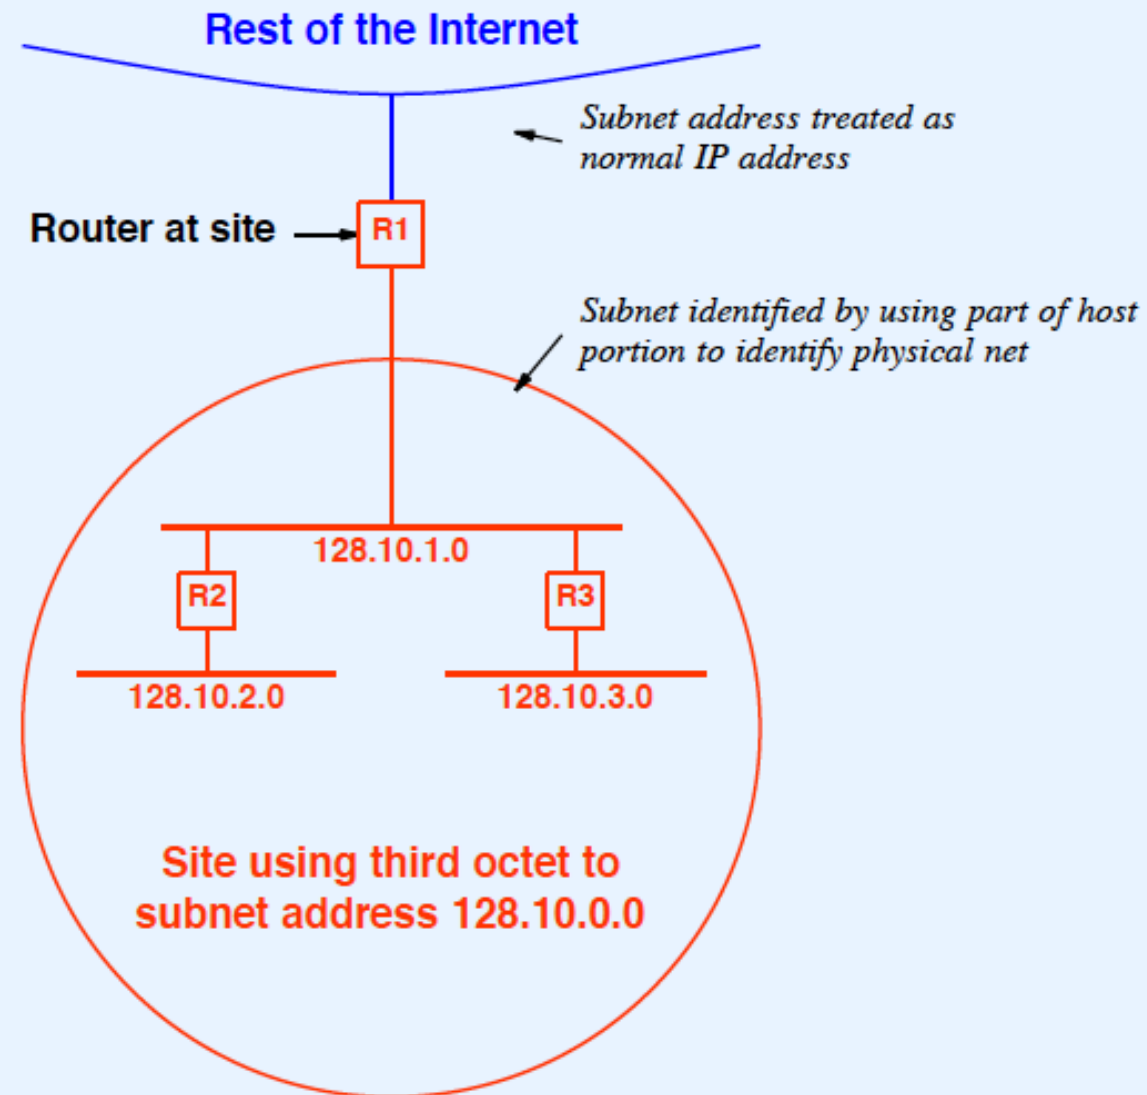 Rest of the Internet
Subnet address treated as
normal IP address
Router at site
R1
Subnet identified by using part of host
portion to identify physical net
128.10.1.0
R2
R3
128.10.2.0
128.10.3.0
Site using third octet to
subnet address 128.10.0.0